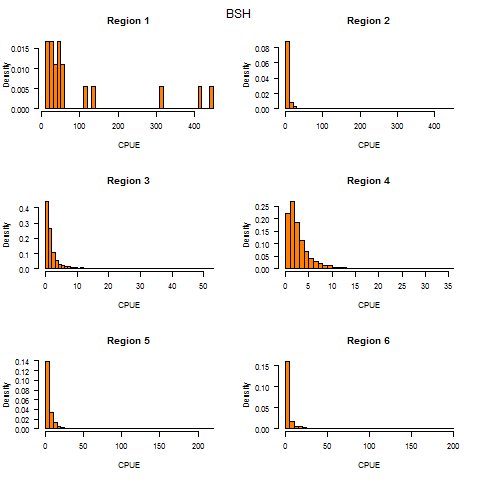 BSH
Region 1
Density
0.000 0.005 0.010 0.015
0 100 200 300 400
CPUE
Region 2
Density
0.00 0.02 0.04 0.06 0.08
0 100 200 300 400
CPUE
Region 3
Density
0.0 0.1 0.2 0.3 0.4
0 10 20 30 40 50
CPUE
Region 4
Density
0.00 0.05 0.10 0.15 0.20 0.25
0 5 10 15 20 25 30 35
CPUE
Region 5
Density
0.00 0.02 0.04 0.06 0.08 0.10 0.12 0.14
0 50 100 150 200
CPUE
Region 6
Density
0.00 0.05 0.10 0.15
0 50 100 150 200
CPUE